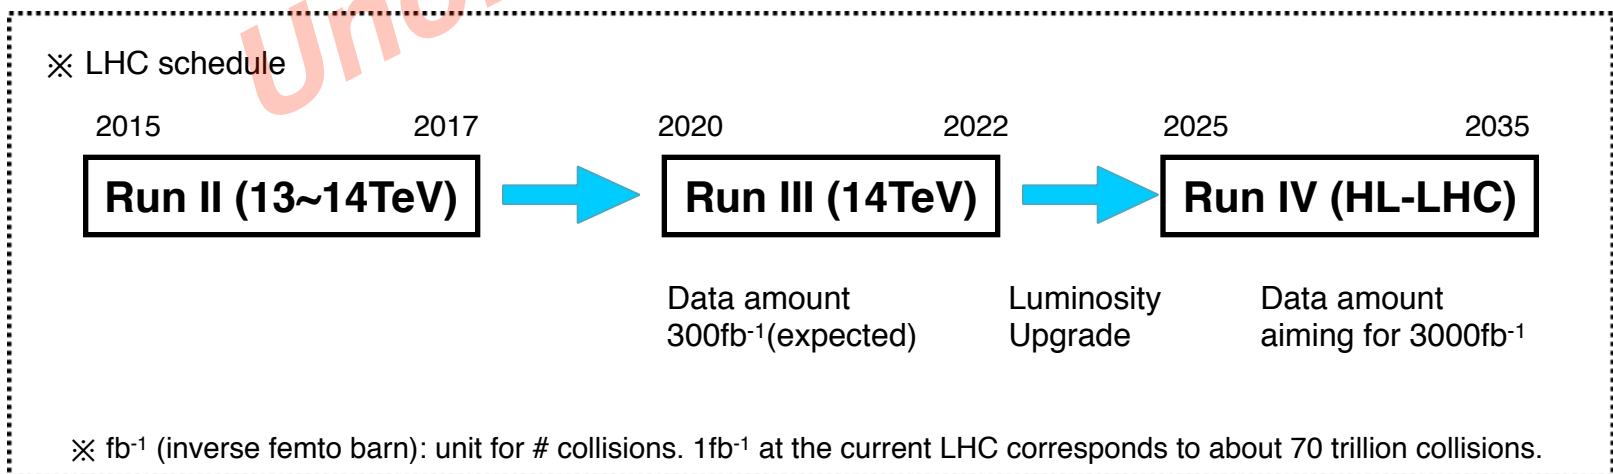 ※ LHC schedule
2015 2017 2020 2022 2025 2035
Run II (13~14TeV) Run III (14TeV) Run IV (HL-LHC)
Data amount Luminosity Data amount
300fb-1(expected) Upgrade aiming for 3000fb-1
※ fb-1 (inverse femto barn): unit for # collisions. 1fb-1 at the current LHC corresponds to about 70 trillion collisions.